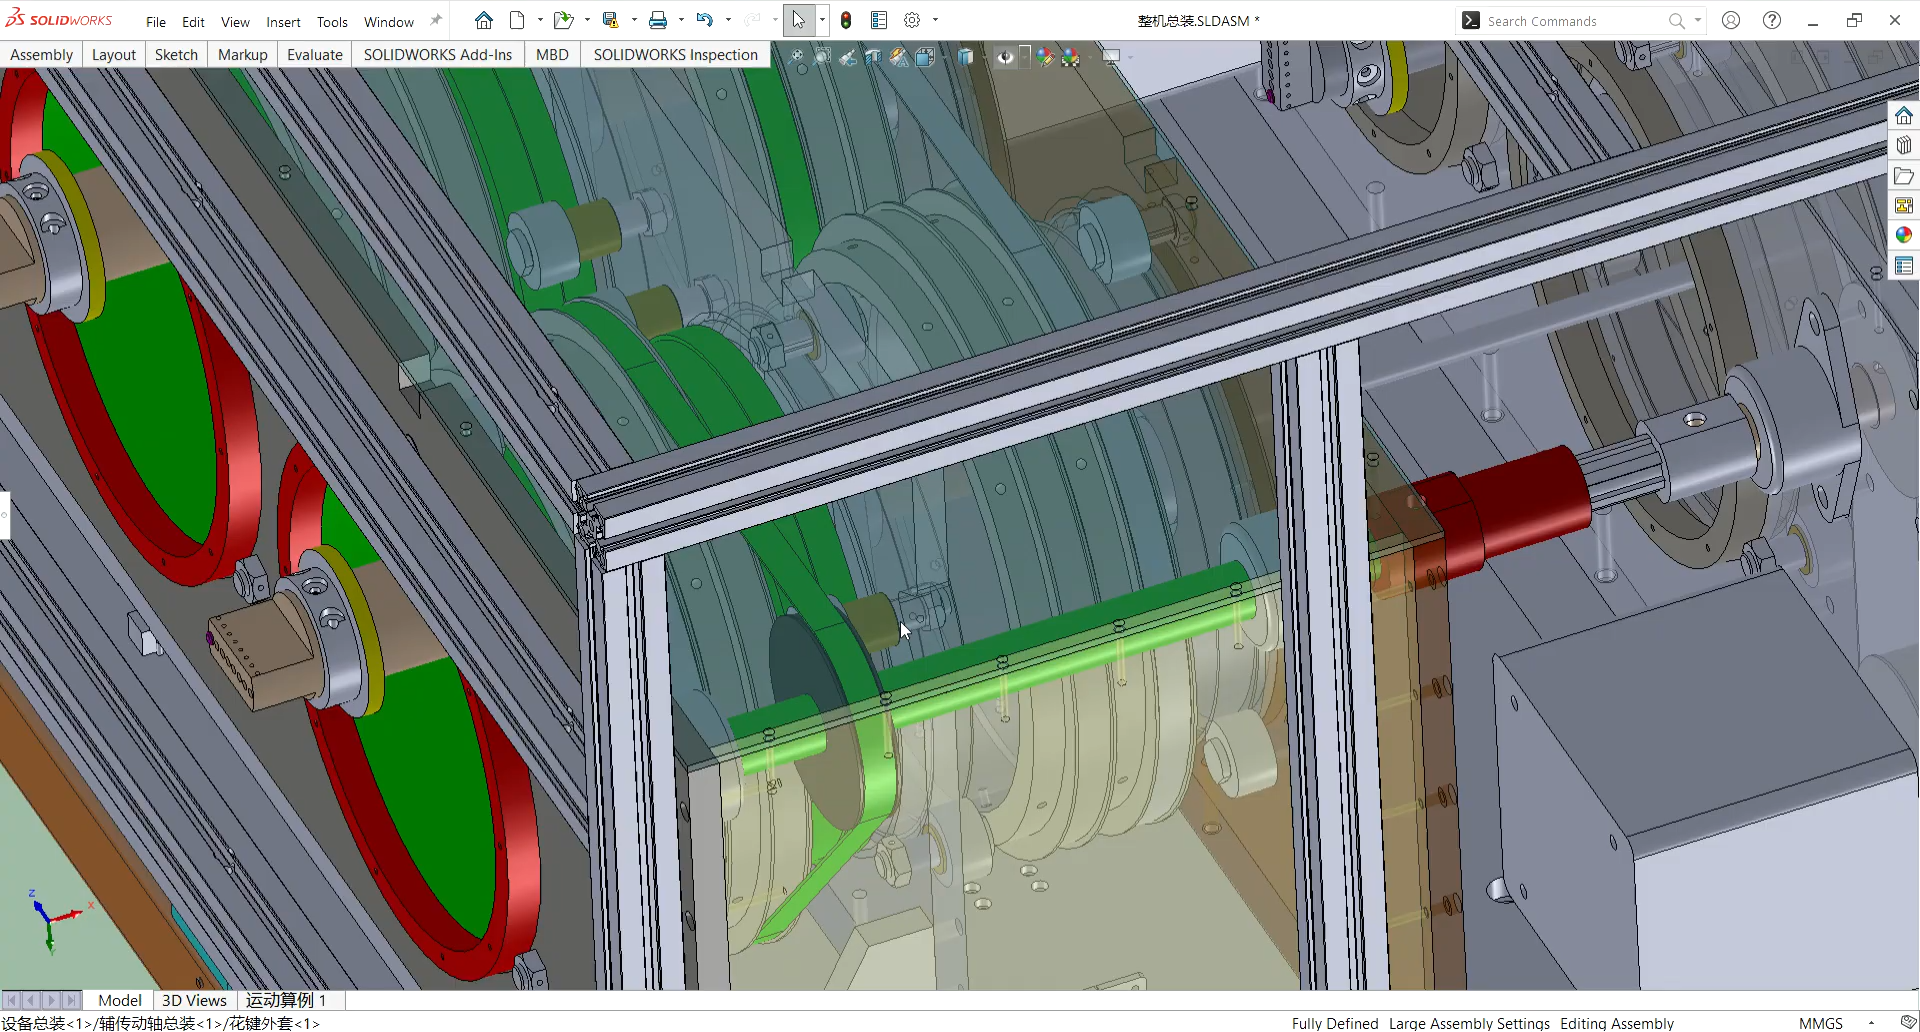 SOLIDWORKS File Edit View Insert Tools Window 整机总装.SLDASM * Search Commands
Assembly Layout Sketch Markup Evaluate SOLIDWORKS Add-Ins MBD SOLIDWORKS Inspection
Z
X
Y
Model 3D Views 运动算例 1
设备总装<1>/辅传动轴总装<1>/花键外套<1> Fully Defined Large Assembly Settings Editing Assembly MMGS